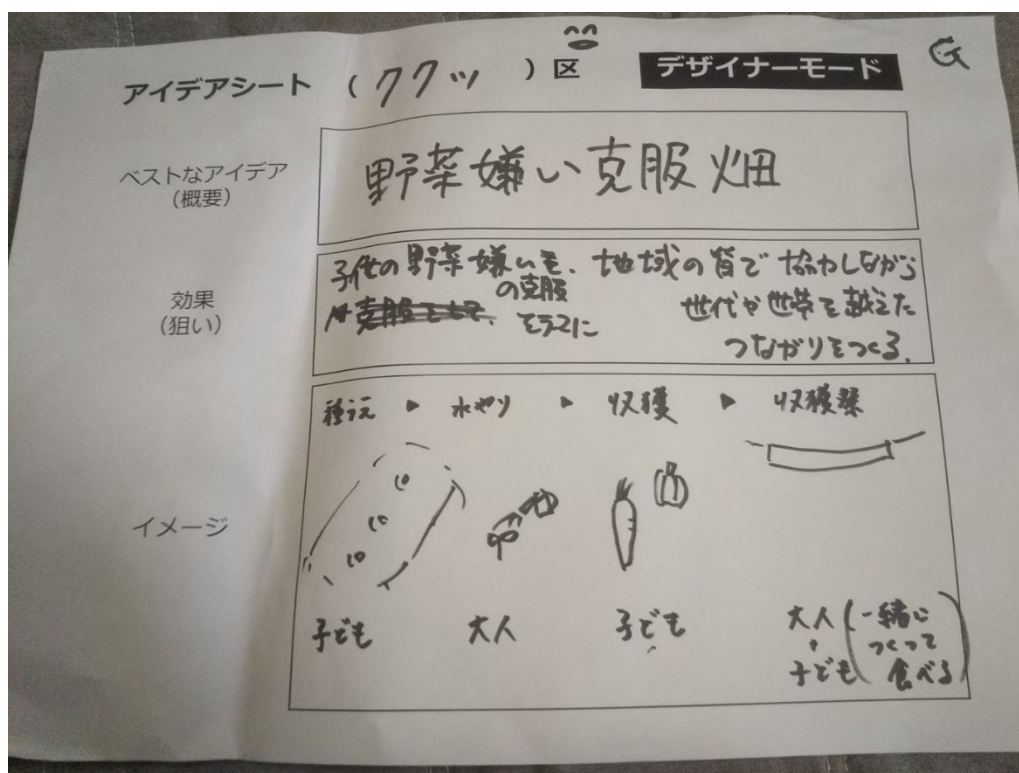 アイデアシート (ワクワクッ)区 デザイナーモード G
ベストなアイデア
(概要)
野菜嫌い克服畑
効果
(狙い)
子供の野菜嫌い
の克服
をテコに
地域の皆で協力しながら
世代や世帯を越えた
つながりをつくる.
イメージ
種うえ ▶ 水やり ▶ 収穫 ▶ 収穫祭
子ども 大人 子ども 大人
+
子ども
(一緒に
つくって
食べる)